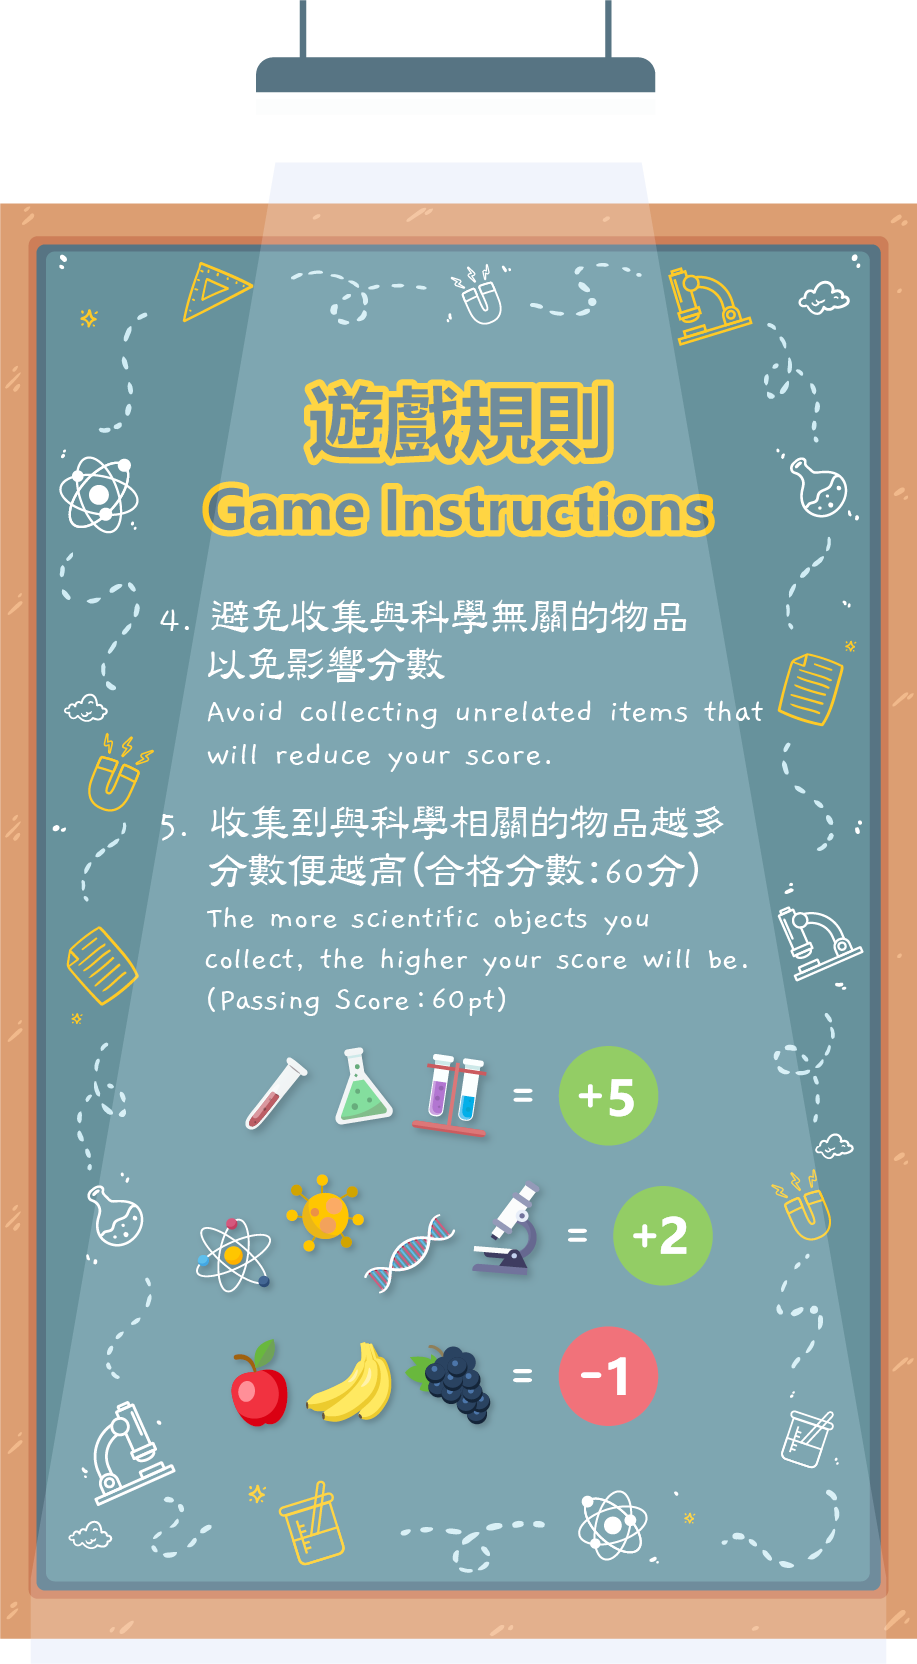 遊戲規則
Game Instructions
4. 避免收集與科學無關的物品
以免影響分數
Avoid collecting unrelated items that
will reduce your score.
5. 收集到與科學相關的物品越多
分數便越高(合格分數:60分)
The more scientific objects you
collect, the higher your score will be.
(Passing Score:60pt)
= +5
= +2
= -1